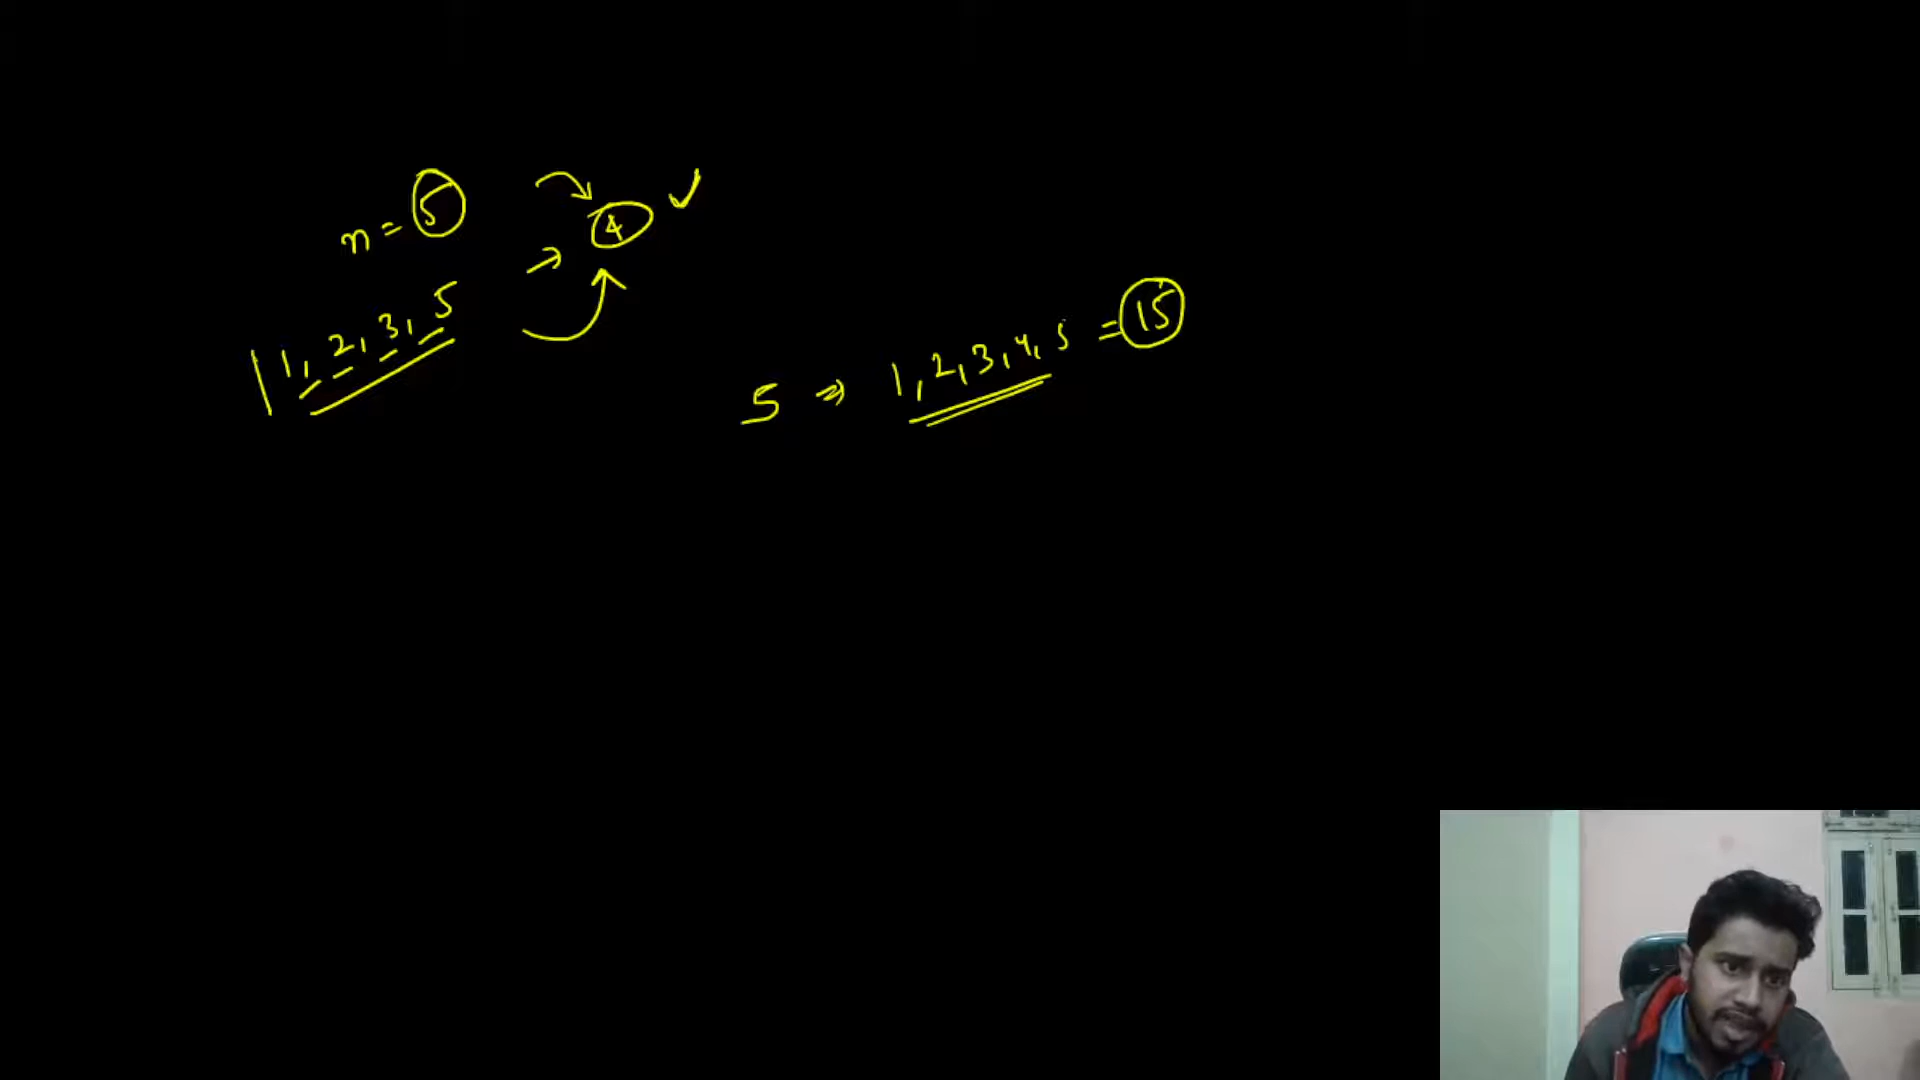 n = 5
4 ✓
1, 2, 3, 5
5 ⇒ 1, 2, 3, 4, 5 = 15